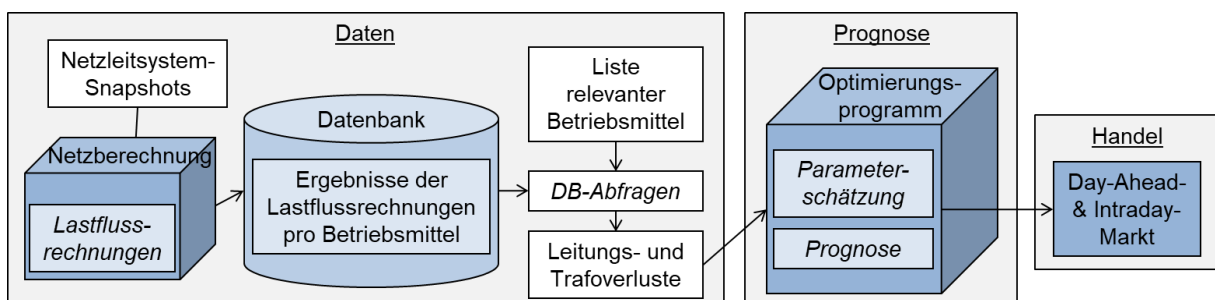 Daten
Netzleitsystem-
Snapshots
Netzberechnung
Lastfluss-
rechnungen
Datenbank
Ergebnisse der
Lastflussrechnungen
pro Betriebsmittel
Liste
relevanter
Betriebsmittel
DB-Abfragen
Leitungs- und
Trafoverluste
Prognose
Optimierungs-
programm
Parameter-
schätzung
Prognose
Handel
Day-Ahead-
& Intraday-
Markt